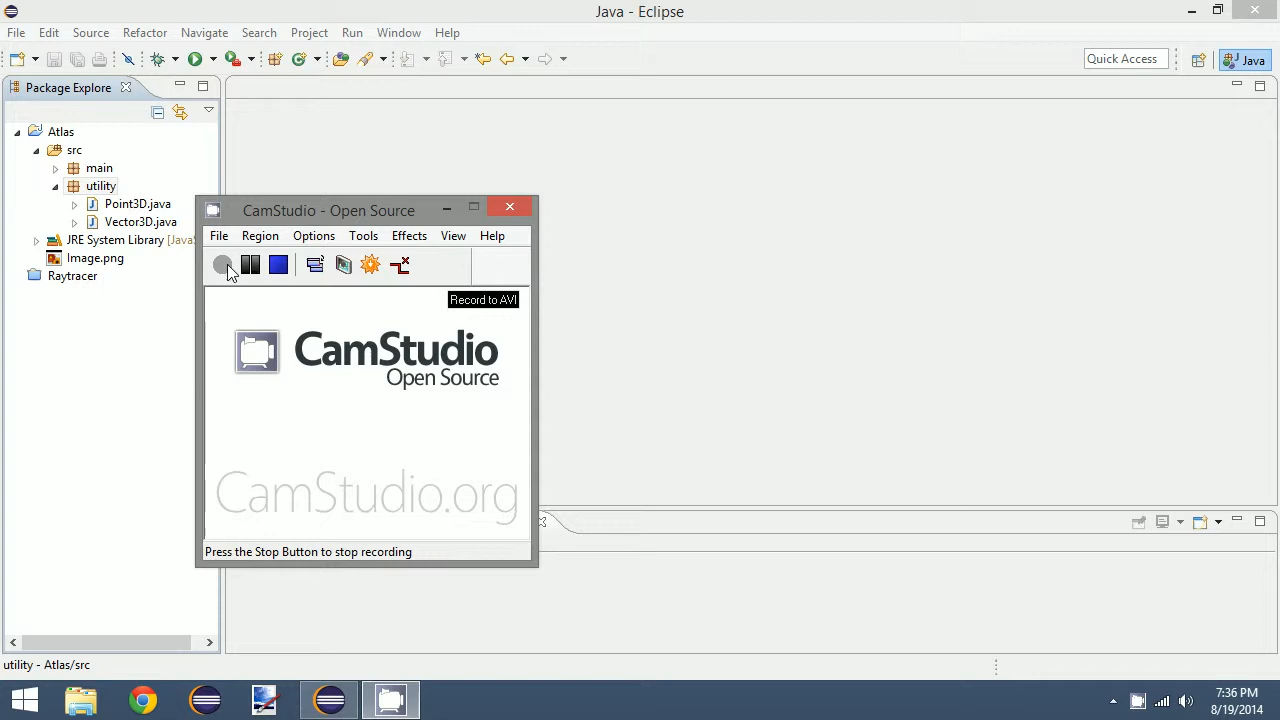 Java - Eclipse
File Edit Source Refactor Navigate Search Project Run Window Help
Quick Access
Java
Package Explore
Atlas
src
main
utility
Point3D.java
Vector3D.java
JRE System Library [Java
Image.png
Raytracer
CamStudio - Open Source
File Region Options Tools Effects View Help
Record to AVI
CamStudio
Open Source
CamStudio.org
Press the Stop Button to stop recording
utility - Atlas/src
7:36 PM
8/19/2014